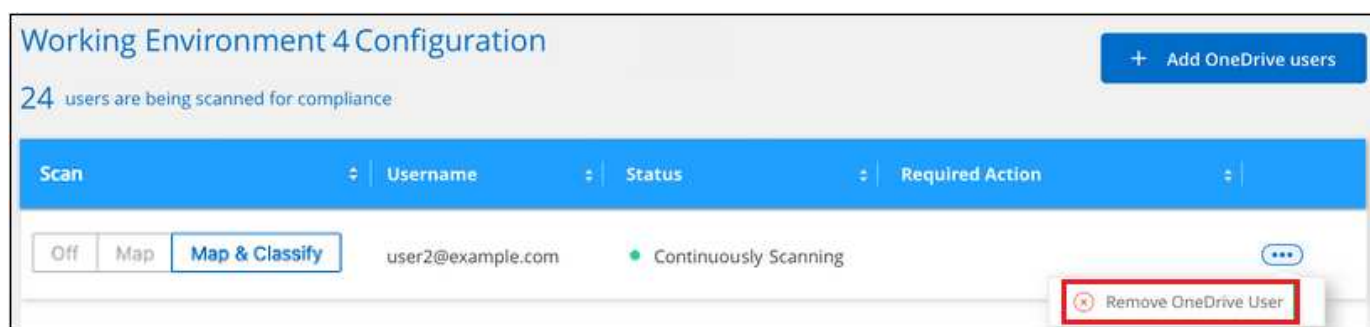 Working Environment 4 Configuration
+ Add OneDrive users
24 users are being scanned for compliance
Scan Username Status Required Action
Off Map Map & Classify user2@example.com Continuously Scanning
Remove OneDrive User